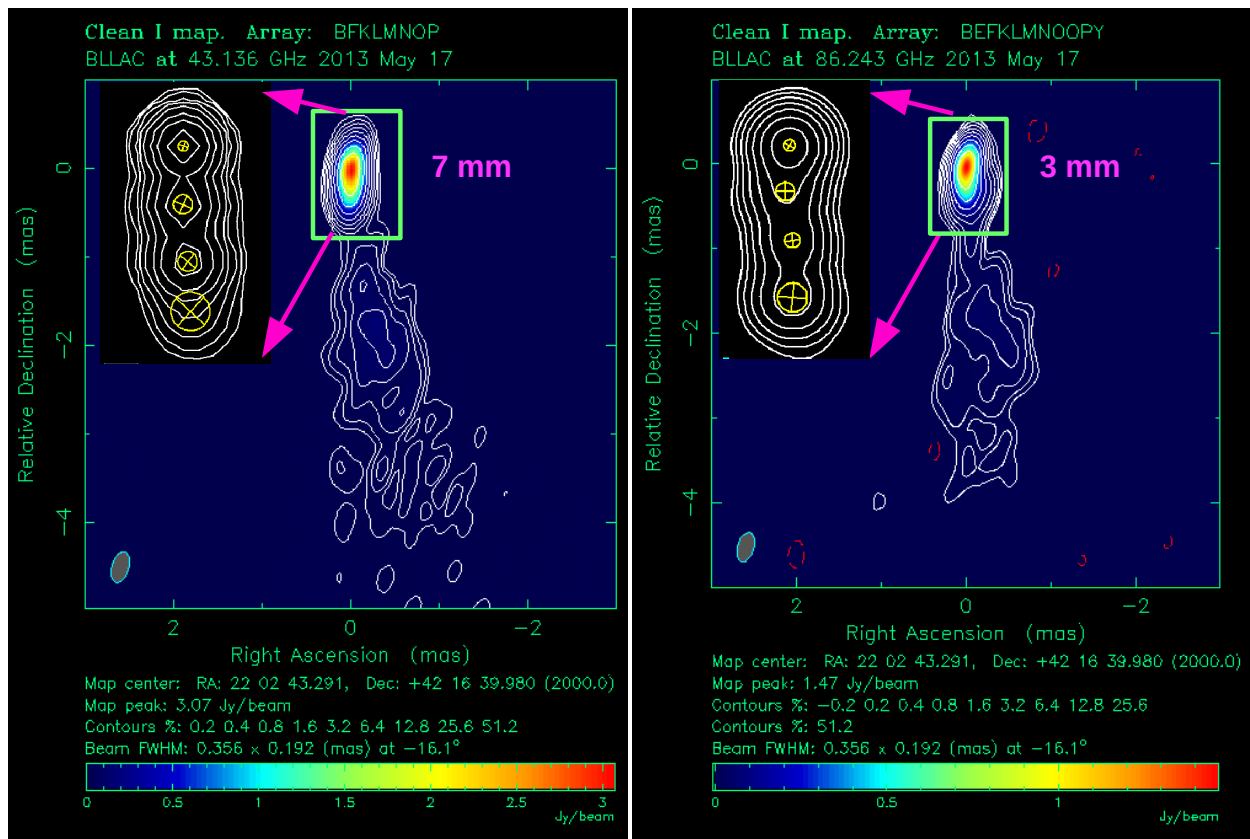 Clean I map. Array: BFKLMNOP
BLLAC at 43.136 GHz 2013 May 17
7 mm
Relative Declination (mas)
0
−2
−4
2
0
−2
Right Ascension (mas)
Map center: RA: 22 02 43.291, Dec: +42 16 39.980 (2000.0)
Map peak: 3.07 Jy/beam
Contours %: 0.2 0.4 0.8 1.6 3.2 6.4 12.8 25.6 51.2
Beam FWHM: 0.356 x 0.192 (mas) at −16.1°
0 0.5 1 1.5 2 2.5 3
Jy/beam
Clean I map. Array: BEFKLMNOOPY
BLLAC at 86.243 GHz 2013 May 17
3 mm
Relative Declination (mas)
0
−2
−4
2
0
−2
Right Ascension (mas)
Map center: RA: 22 02 43.291, Dec: +42 16 39.980 (2000.0)
Map peak: 1.47 Jy/beam
Contours %: −0.2 0.2 0.4 0.8 1.6 3.2 6.4 12.8 25.6
Contours %: 51.2
Beam FWHM: 0.356 x 0.192 (mas) at −16.1°
0 0.5 1
Jy/beam